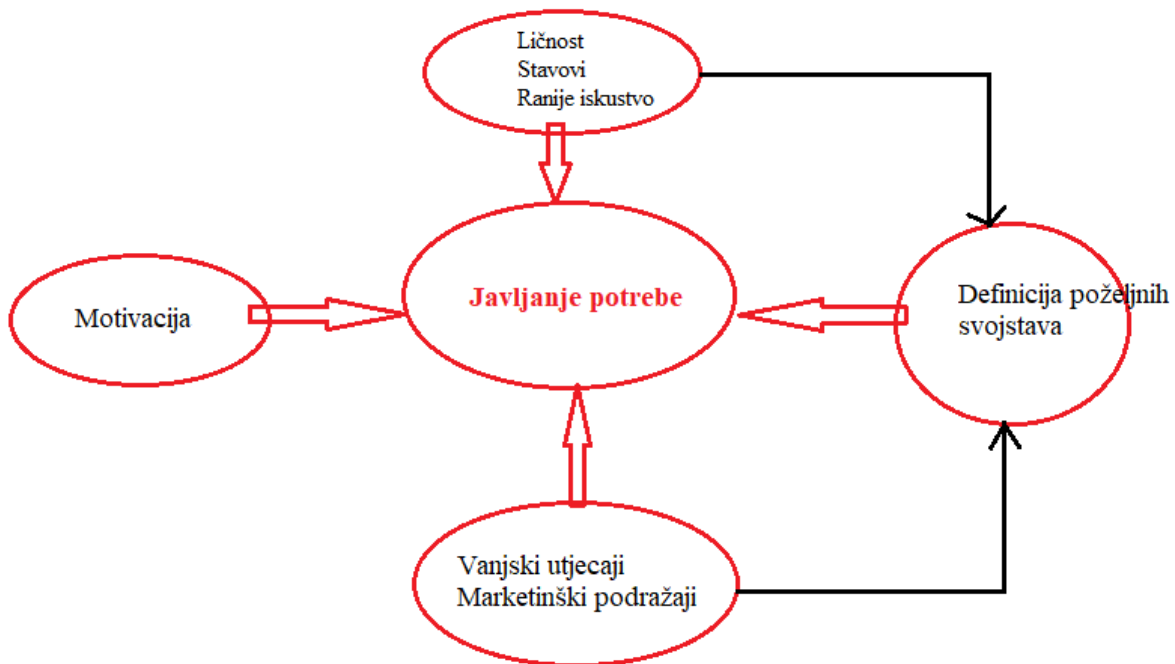 Ličnost
Stavovi
Ranije iskustvo
Javljanje potrebe
Motivacija
Definicija poželjnih
svojstava
Vanjski utjecaji
Marketinški podražaji